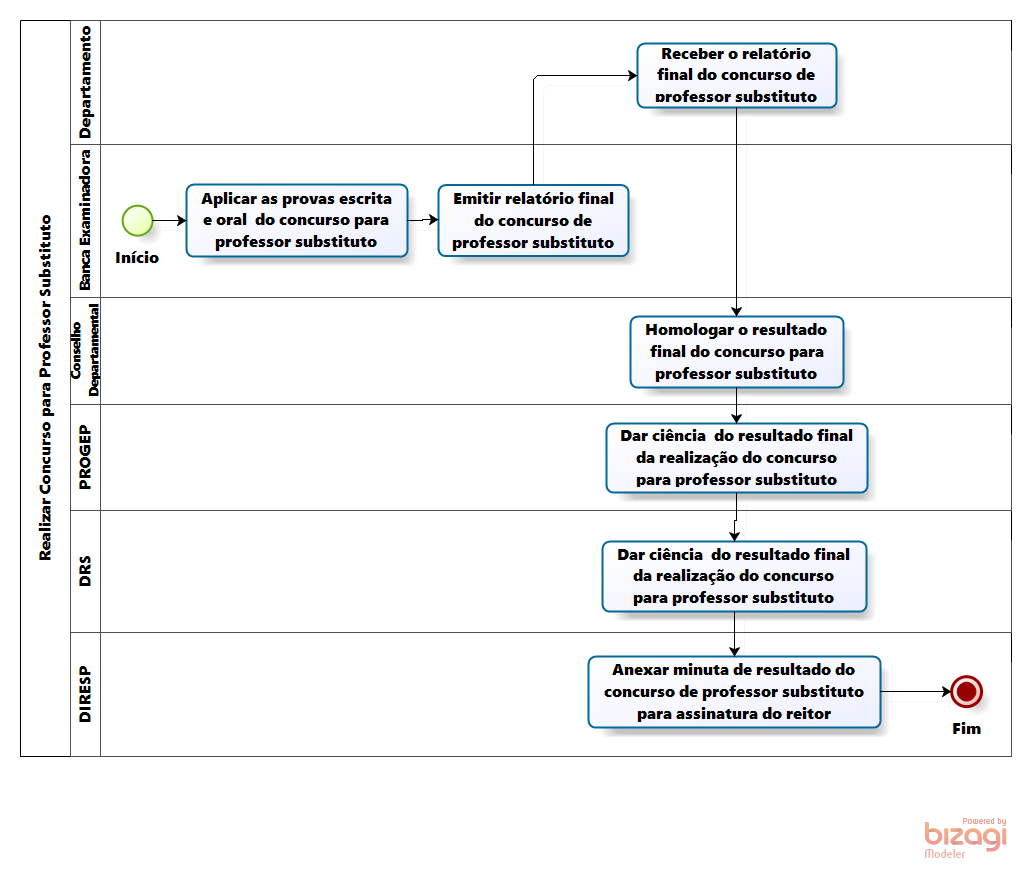 Realizar Concurso para Professor Substituto
Departamento
Receber o relatório
final do concurso de
professor substituto
Banca Examinadora
Início
Aplicar as provas escrita
e oral  do concurso para
professor substituto
Emitir relatório final
do concurso de
professor substituto
Conselho
Departamental
Homologar o resultado
final do concurso para
professor substituto
PROGEP
Dar ciência  do resultado final
da realização do concurso
para professor substituto
DRS
Dar ciência  do resultado final
da realização do concurso
para professor substituto
DIRESP
Anexar minuta de resultado do
concurso de professor substituto
para assinatura do reitor
Fim
Powered by
bizagi
Modeler